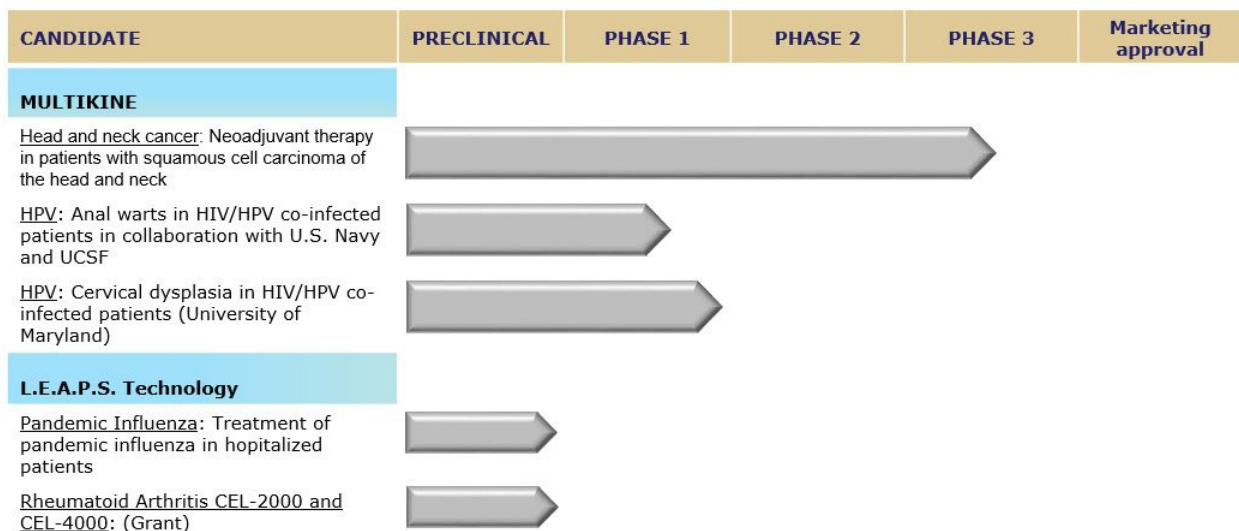 CANDIDATE PRECLINICAL PHASE 1 PHASE 2 PHASE 3 Marketing approval
MULTIKINE
Head and neck cancer: Neoadjuvant therapy
in patients with squamous cell carcinoma of
the head and neck
HPV: Anal warts in HIV/HPV co-infected
patients in collaboration with U.S. Navy
and UCSF
HPV: Cervical dysplasia in HIV/HPV co-
infected patients (University of
Maryland)
L.E.A.P.S. Technology
Pandemic Influenza: Treatment of
pandemic influenza in hopitalized
patients
Rheumatoid Arthritis CEL-2000 and
CEL-4000: (Grant)